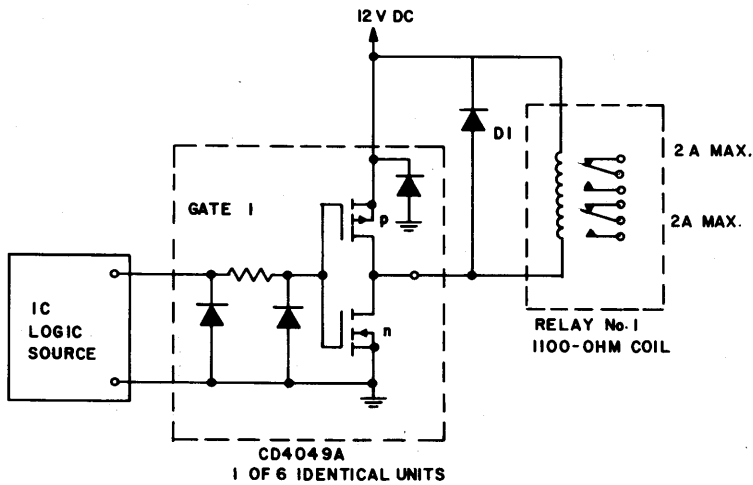 12 V DC
D1
2 A MAX.
GATE 1
p
2A MAX.
IC
LOGIC
SOURCE
n
RELAY No. 1
1100-OHM COIL
CD4049A
1 OF 6 IDENTICAL UNITS